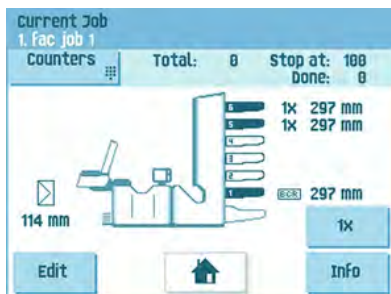 Current Job
1. Fac job 1
Counters
Total: 0
Stop at: 100
Done: 0
6 1x 297 mm
5 1x 297 mm
4
3
2
1 BCR 297 mm
114 mm
1x
Edit
Info